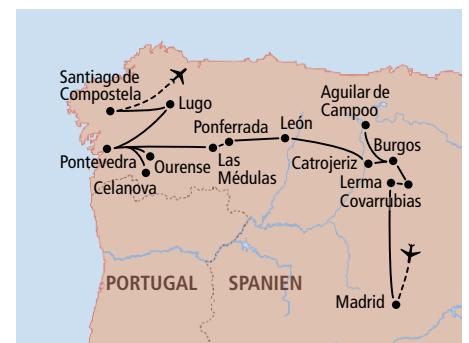 Santiago de
Compostela
Lugo
Aguilar de
Campoo
Ponferrada
León
Burgos
Pontevedra
Ourense
Las
Médulas
Catrojeriz
Celanova
Lerma
Covarrubias
PORTUGAL
SPANIEN
Madrid